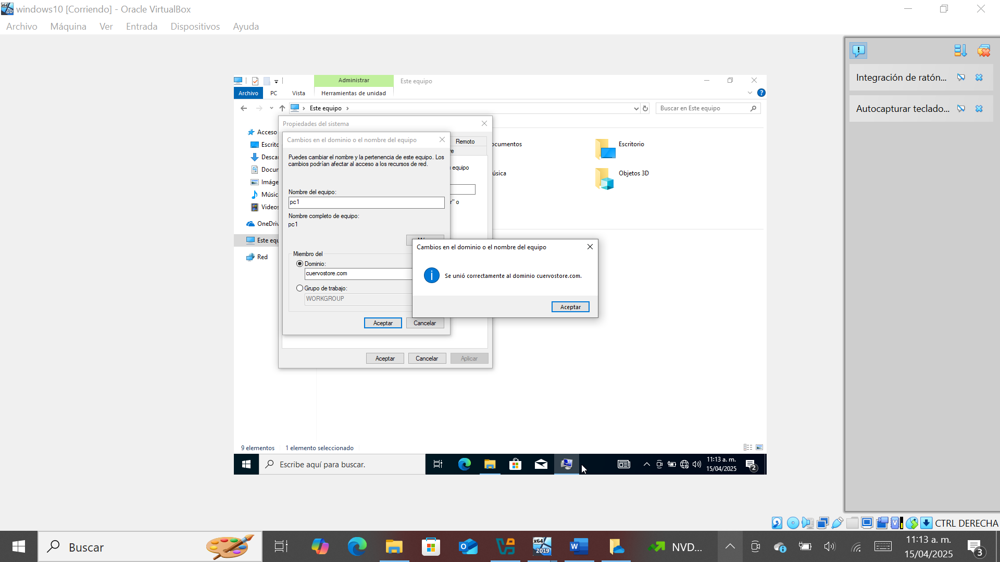 windows10 [Corriendo] - Oracle VirtualBox
Archivo Máquina Ver Entrada Dispositivos Ayuda
Integración de ratón...
Autocapturar teclado...
Administrar Este equipo
Archivo PC Vista Herramientas de unidad
Este equipo
Buscar en Este equipo
Propiedades del sistema
Cambios en el dominio o el nombre del equipo
Remoto
Puedes cambiar el nombre y la pertenencia de este equipo. Los
cambios podrían afectar al acceso a los recursos de red.
equipo
Nombre del equipo:
pc1
r" o
Nombre completo de equipo:
pc1
Miembro del
Dominio:
cuervostore.com
Grupo de trabajo:
WORKGROUP
Aceptar Cancelar
Aceptar Cancelar Aplicar
Cambios en el dominio o el nombre del equipo
Se unió correctamente al dominio cuervostore.com.
Aceptar
Acceso
Escrito
Desca
Docum
Imáge
Músic
Videos
OneDriv
Este equ
Red
ocumentos
Escritorio
úsica
Objetos 3D
9 elementos 1 elemento seleccionado
Escribe aquí para buscar.
11:13 a. m.
15/04/2025
2
CTRL DERECHA
Buscar
x64
2019
NVD...
11:13 a. m.
15/04/2025
3